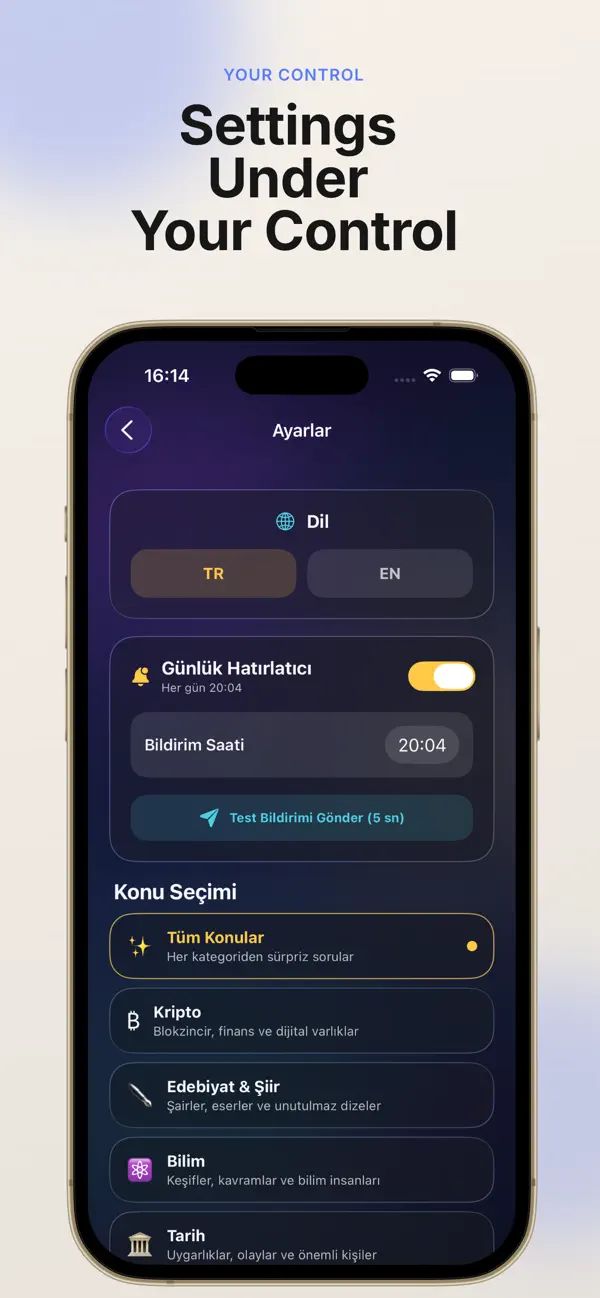 YOUR CONTROL
Settings
Under
Your Control
16:14
Ayarlar
Dil
TR
EN
Günlük Hatırlatıcı
Her gün 20:04
Bildirim Saati
20:04
Test Bildirimi Gönder (5 sn)
Konu Seçimi
Tüm Konular
Her kategoriden sürpriz sorular
Kripto
Blokzincir, finans ve dijital varlıklar
Edebiyat & Şiir
Şairler, eserler ve unutulmaz dizeler
Bilim
Keşifler, kavramlar ve bilim insanları
Tarih
Uygarlıklar, olaylar ve önemli kişiler